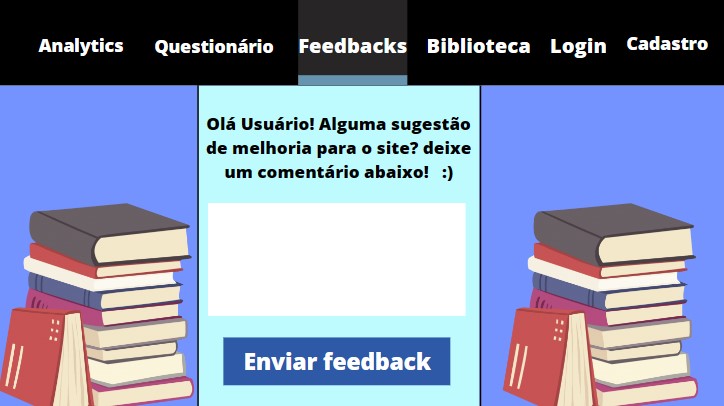 Analytics Questionário Feedbacks Biblioteca Login Cadastro
Olá Usuário! Alguma sugestão
de melhoria para o site? deixe
um comentário abaixo! :)
Enviar feedback